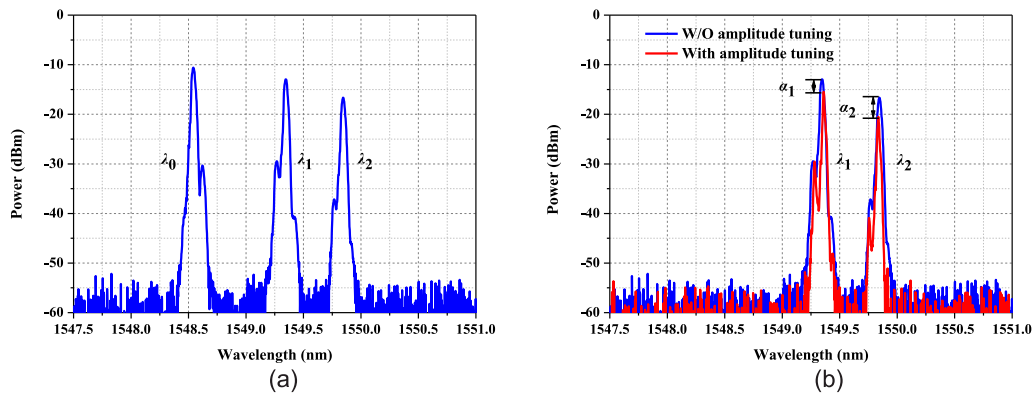 0
-10
-20
-30
-40
-50
-60
Power (dBm)
λ0
λ1
λ2
1547.5 1548.0 1548.5 1549.0 1549.5 1550.0 1550.5 1551.0
Wavelength (nm)
(a)
0
-10
-20
-30
-40
-50
-60
Power (dBm)
W/O amplitude tuning
With amplitude tuning
α1
α2
λ1
λ2
1547.5 1548.0 1548.5 1549.0 1549.5 1550.0 1550.5 1551.0
Wavelength (nm)
(b)